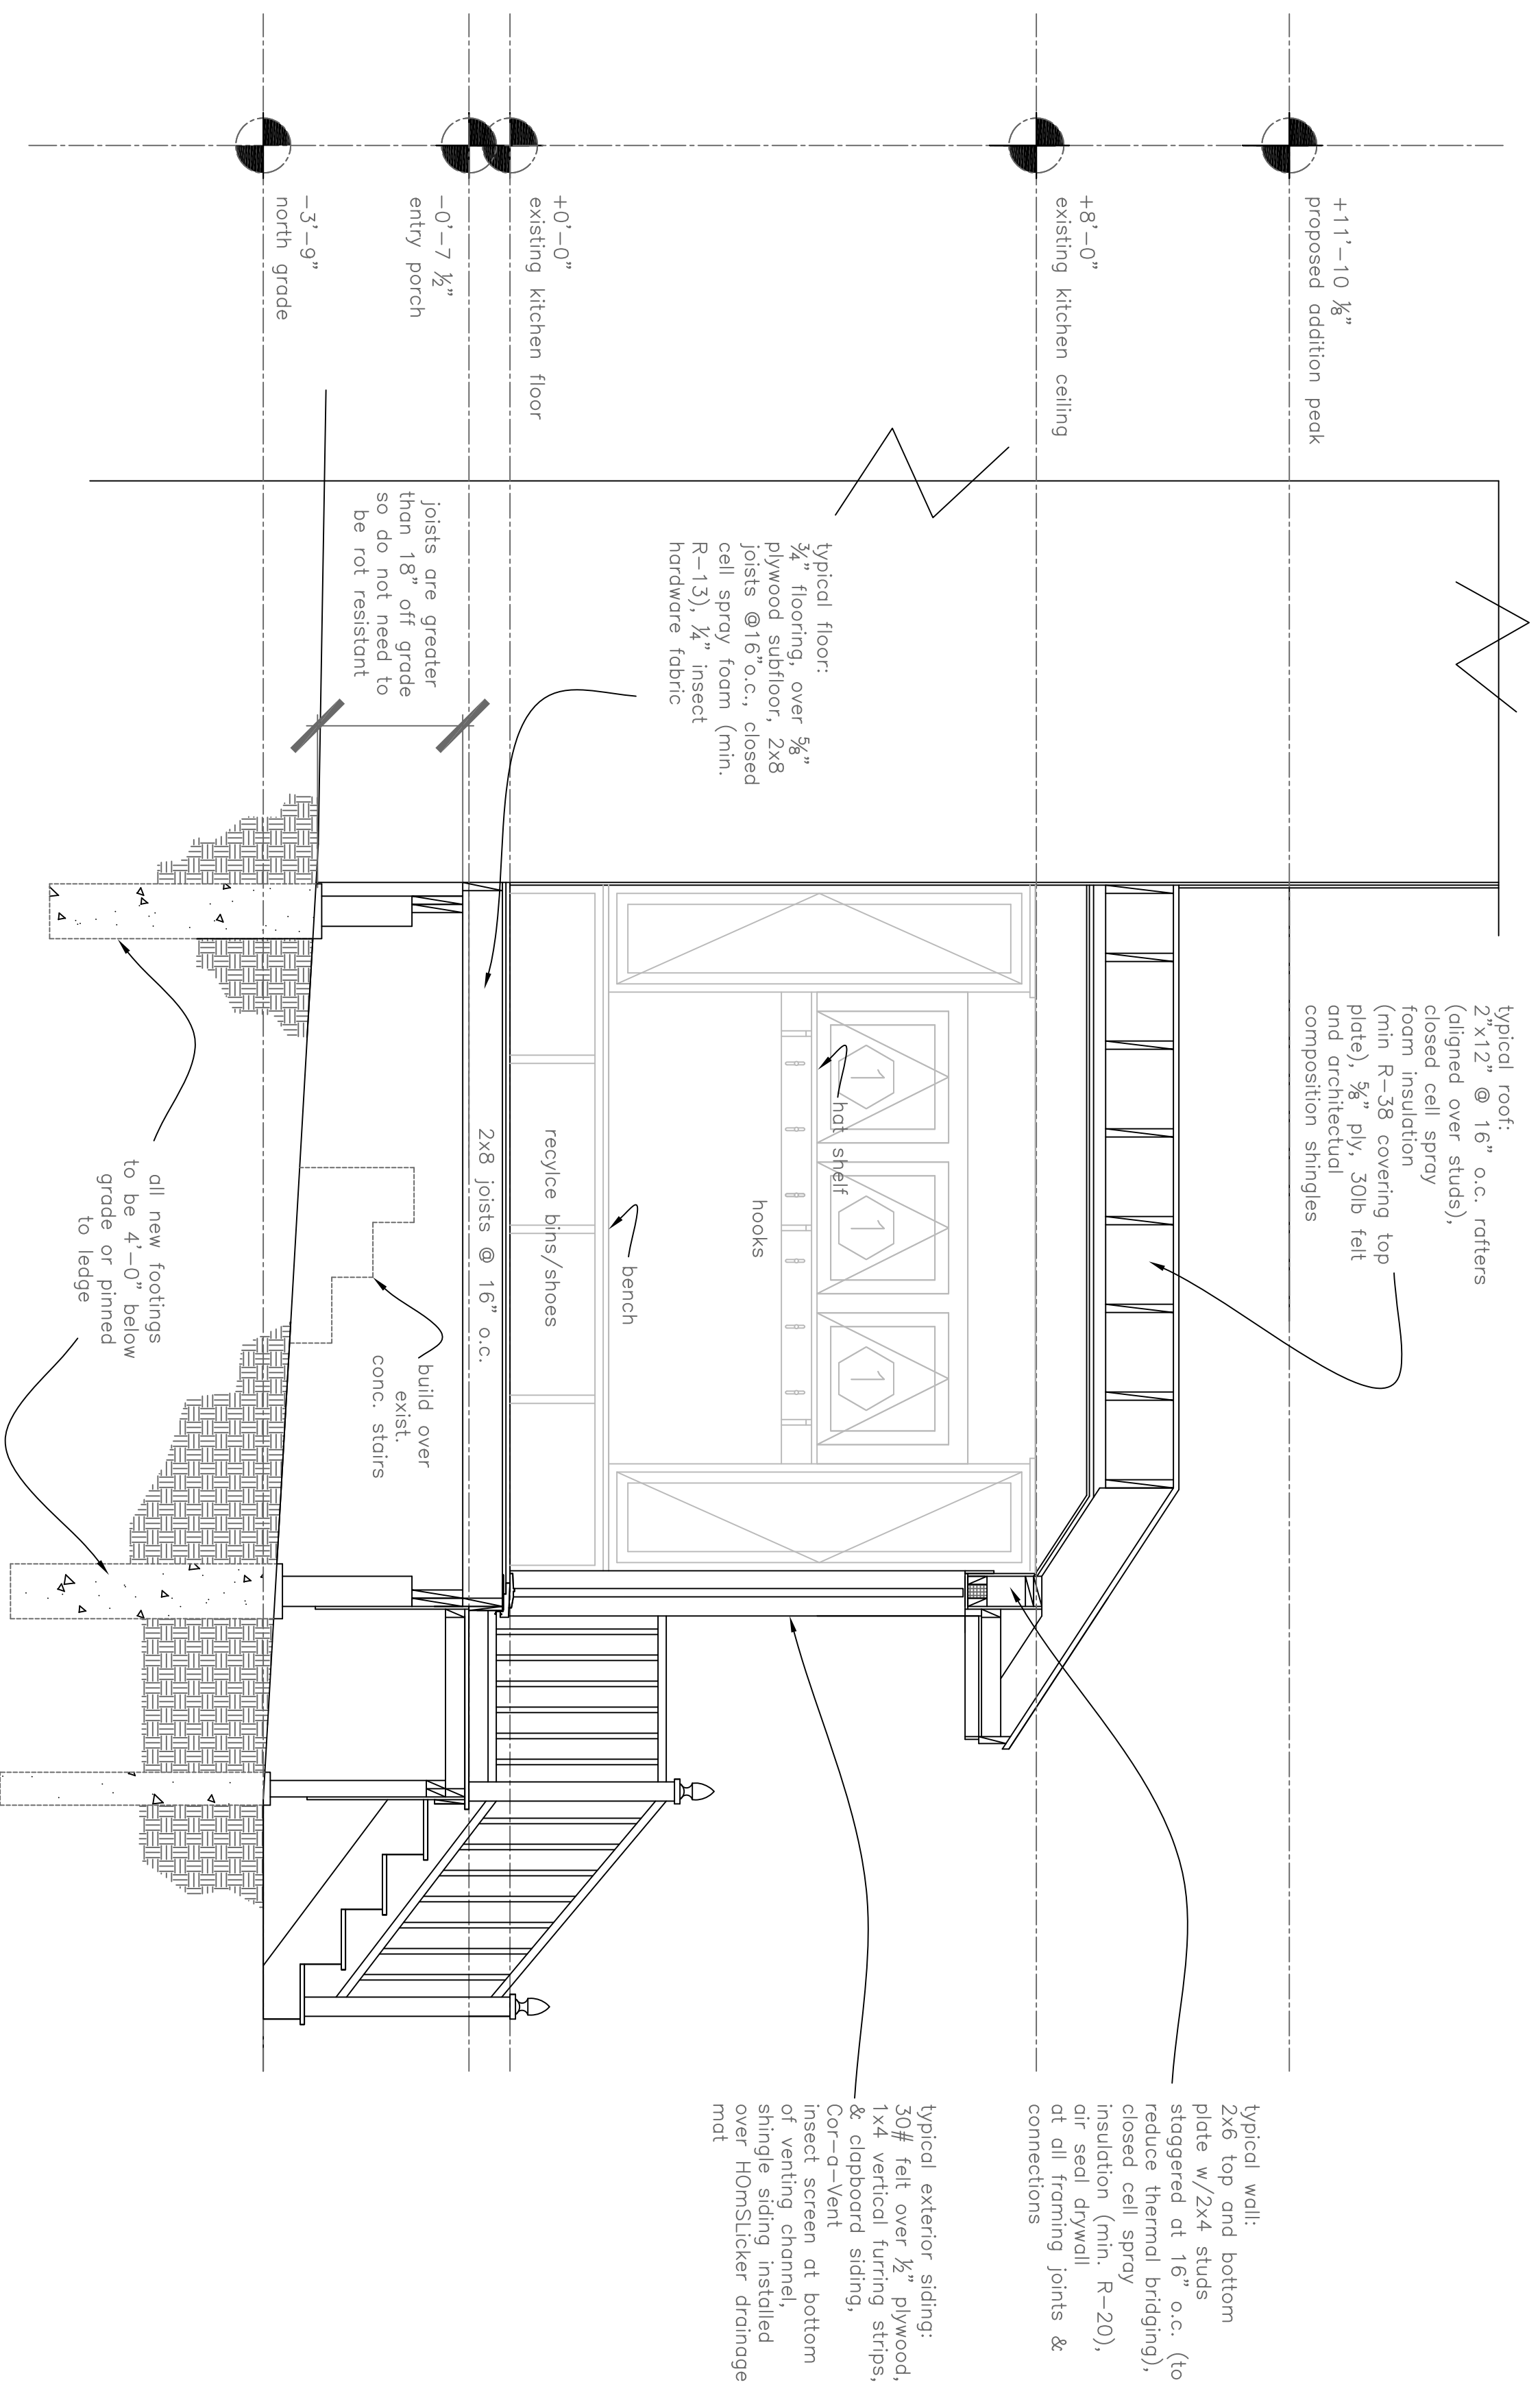 +11'-10 ⅛"
proposed addition peak
+8'-0"
existing kitchen ceiling
+0'-0"
existing kitchen floor
-0'-7 ½"
entry porch
-3'-9"
north grade
typical roof:
2"x12" @ 16" o.c. rafters
(aligned over studs),
closed cell spray
foam insulation
(min R-38 covering top
plate), ⅝" ply, 30lb felt
and architectual
composition shingles
typical floor:
¾" flooring, over ⅝"
plywood subfloor, 2x8
joists @16"o.c., closed
cell spray foam (min.
R-13), ¼" insect
hardware fabric
joists are greater
than 18" off grade
so do not need to
be rot resistant
1
1
1
hat shelf
hooks
bench
recylce bins/shoes
2x8 joists @ 16" o.c.
build over
exist.
conc. stairs
all new footings
to be 4'-0" below
grade or pinned
to ledge
typical wall:
2x6 top and bottom
plate w/2x4 studs
staggered at 16" o.c. (to
reduce thermal bridging),
closed cell spray
insulation (min. R-20),
air seal drywall
at all framing joints &
connections
typical exterior siding:
30# felt over ½" plywood,
1x4 vertical furring strips,
& clapboard siding,
Cor-a-Vent
insect screen at bottom
of venting channel,
shingle siding installed
over HOmSLicker drainage
mat